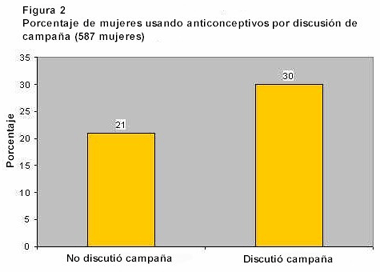 Figura 2
Porcentaje de mujeres usando anticonceptivos por discusión de
campaña (587 mujeres)
35
30
25
20
15
10
5
0
Porcentaje
21
30
No discutió campaña
Discutió campaña